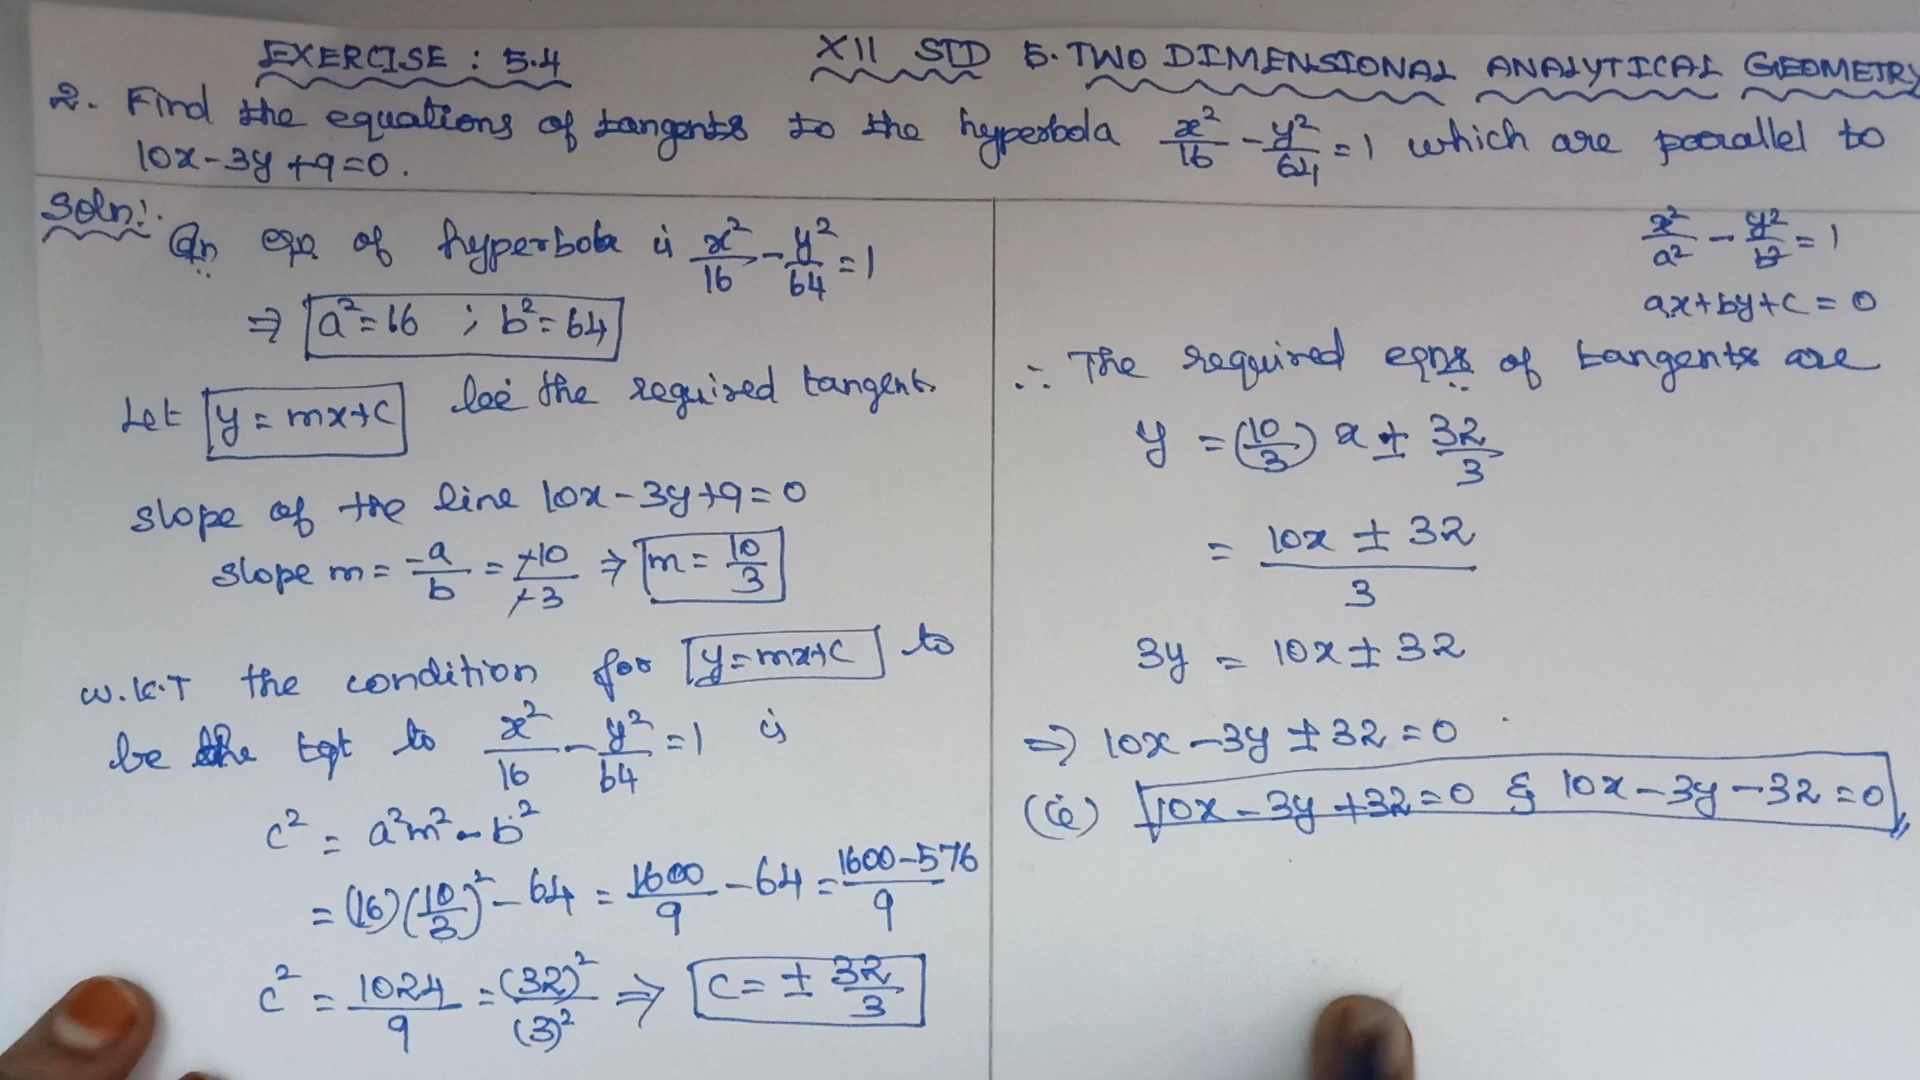 EXERCISE : 5.4 XII STD 5. TWO DIMENSIONAL ANALYTICAL GEOMETRY
2. Find the equations of tangents to the hyperbola x²/16 - y²/64 = 1 which are parallel to
10x-3y+9=0.
Soln:
Gn eqn of hyperbola is x²/16 - y²/64 = 1
⇒ a²=16 ; b²=64
Let y = mx+c be the required tangent.
slope of the line 10x-3y+9=0
slope m = -a/b = -10/-3 ⇒ m = 10/3
W.K.T the condition for y=mx+c to
be the tgt to x²/16 - y²/64 = 1 is
c² = a²m² - b²
= (16)(10/3)² - 64 = 1600/9 - 64 = 1600-576/9
c² = 1024/9 = (32)²/(3)² ⇒ c = ± 32/3
x²/a² - y²/b² = 1
ax+by+c = 0
∴ The required eqns of tangents are
y = (10/3) x ± 32/3
= 10x ± 32/3
3y = 10x ± 32
⇒ 10x - 3y ± 32 = 0
(ie) 10x - 3y + 32 = 0 & 10x - 3y - 32 = 0//